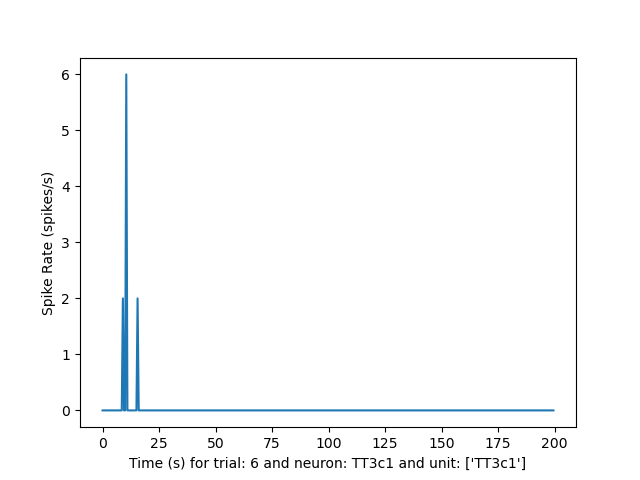 6
5
4
3
2
1
0
Spike Rate (spikes/s)
0 25 50 75 100 125 150 175 200
Time (s) for trial: 6 and neuron: TT3c1 and unit: ['TT3c1']